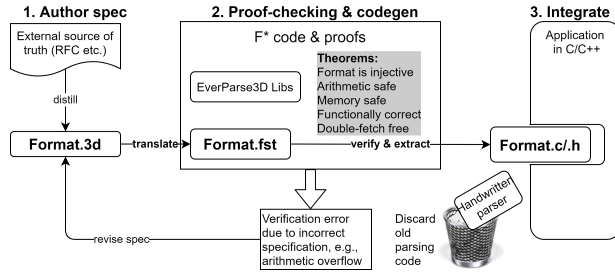 1. Author spec
External source of
truth (RFC etc.)
distill
Format.3d
translate
2. Proof-checking & codegen
F* code & proofs
EverParse3D Libs
Theorems:
Format is injective
Arithmetic safe
Memory safe
Functionally correct
Double-fetch free
Format.fst
verify & extract
Verification error
due to incorrect
specification, e.g.,
arithmetic overflow
revise spec
3. Integrate
Application
in C/C++
Format.c/.h
Discard
old
parsing
code
Handwritten
parser